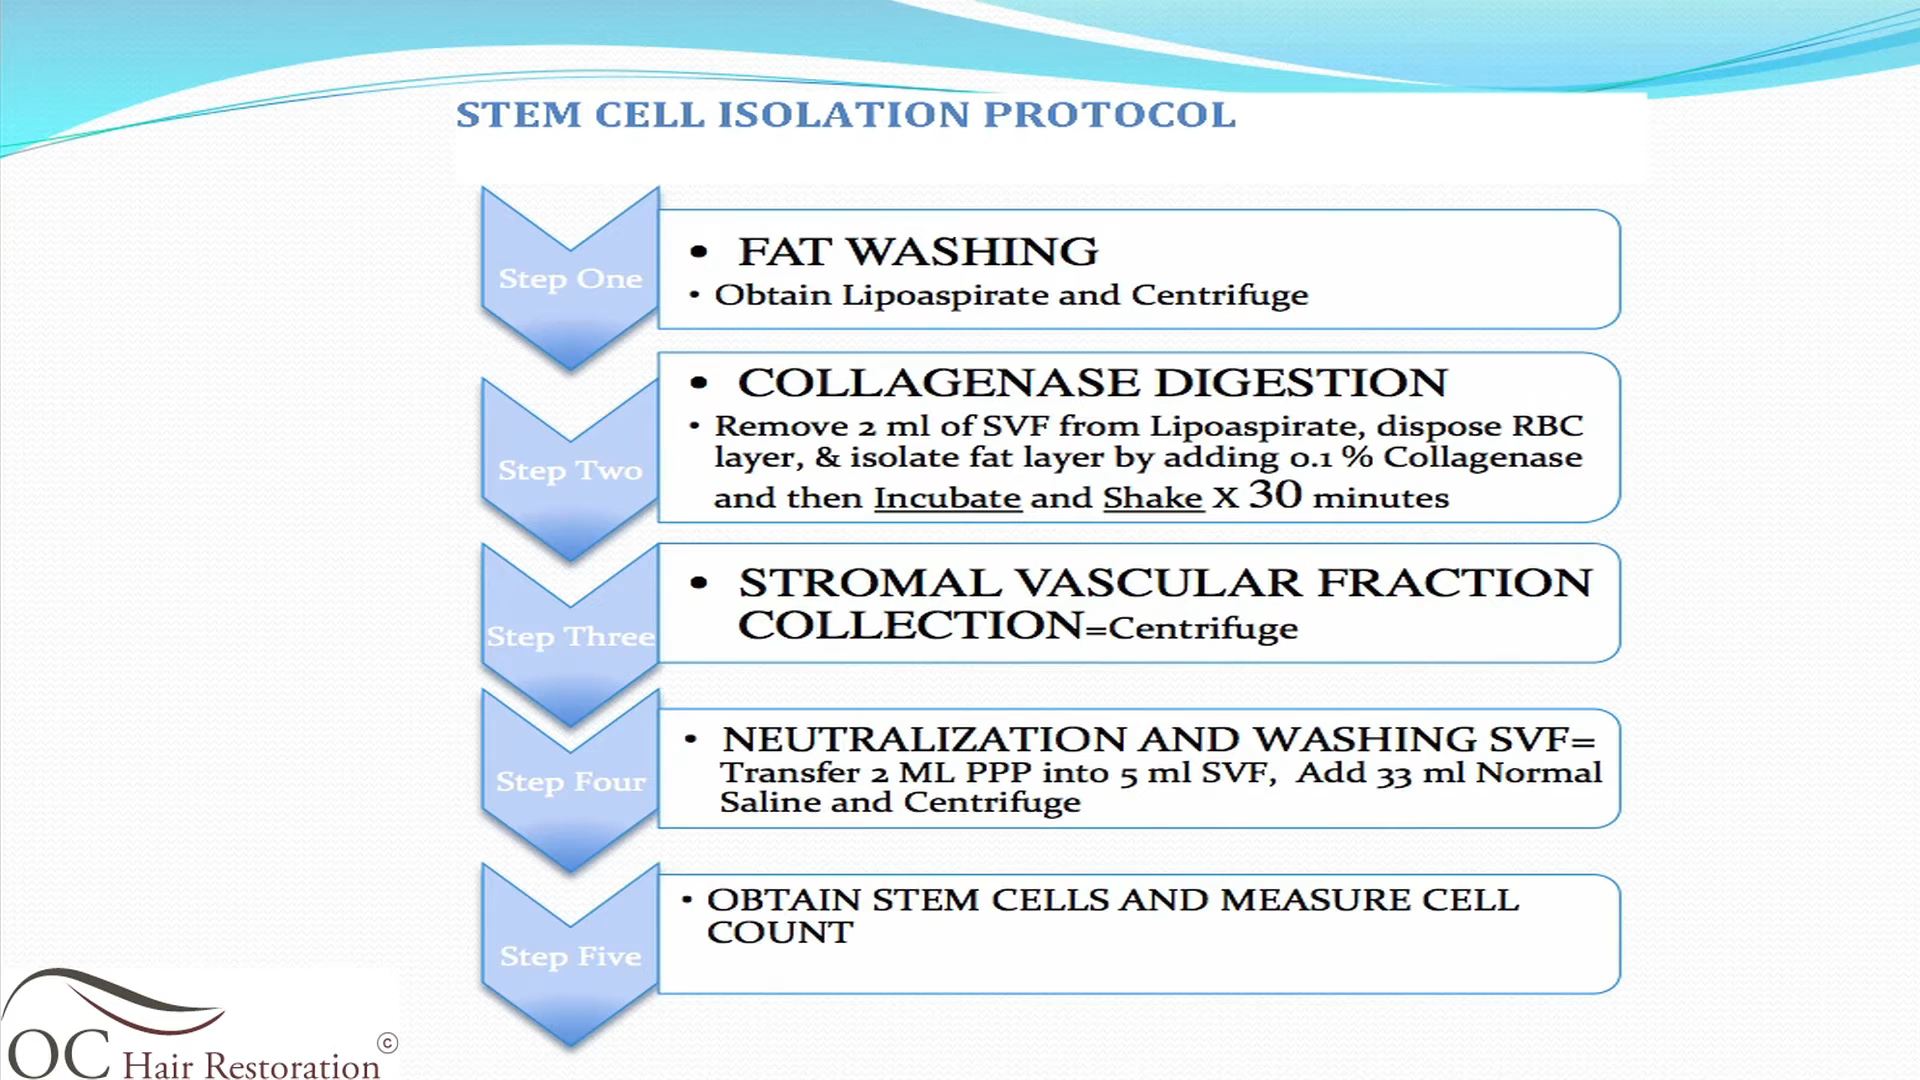 STEM CELL ISOLATION PROTOCOL
Step One
• FAT WASHING
• Obtain Lipoaspirate and Centrifuge
Step Two
• COLLAGENASE DIGESTION
• Remove 2 ml of SVF from Lipoaspirate, dispose RBC
layer, & isolate fat layer by adding 0.1 % Collagenase
and then Incubate and Shake X 30 minutes
Step Three
• STROMAL VASCULAR FRACTION
COLLECTION=Centrifuge
Step Four
• NEUTRALIZATION AND WASHING SVF=
Transfer 2 ML PPP into 5 ml SVF, Add 33 ml Normal
Saline and Centrifuge
Step Five
• OBTAIN STEM CELLS AND MEASURE CELL
COUNT
OC Hair Restoration ©